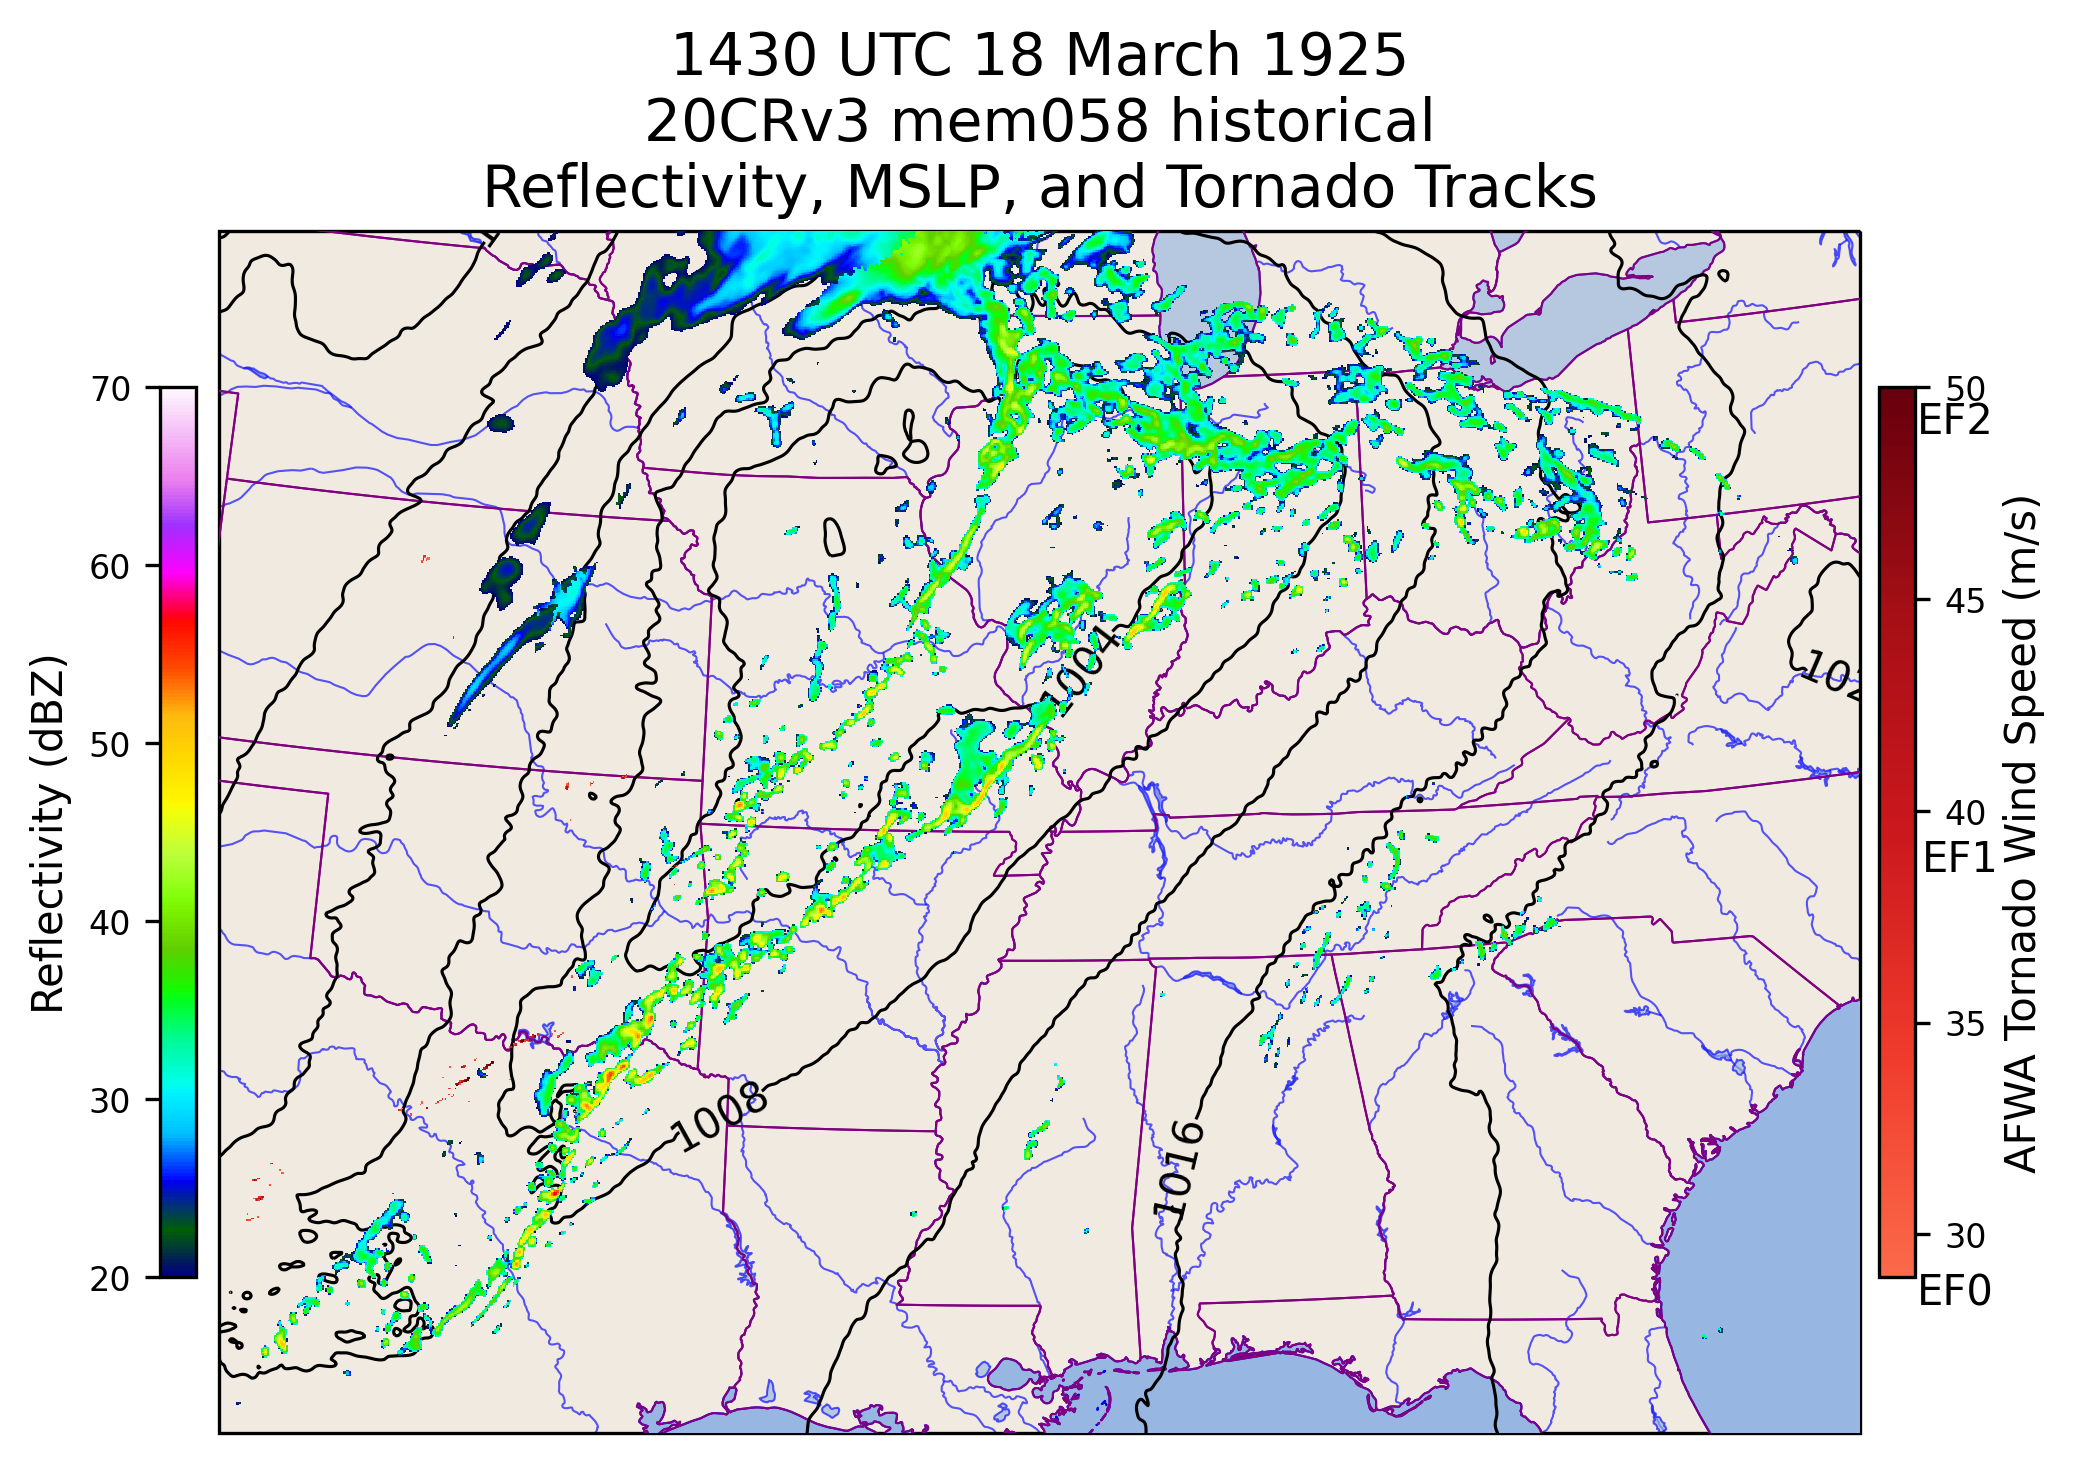 1430 UTC 18 March 1925
20CRv3 mem058 historical
Reflectivity, MSLP, and Tornado Tracks
70
60
50
40
30
20
Reflectivity (dBZ)
1004
1008
1016
50
EF2
45
40
EF1
35
30
EF0
AFWA Tornado Wind Speed (m/s)